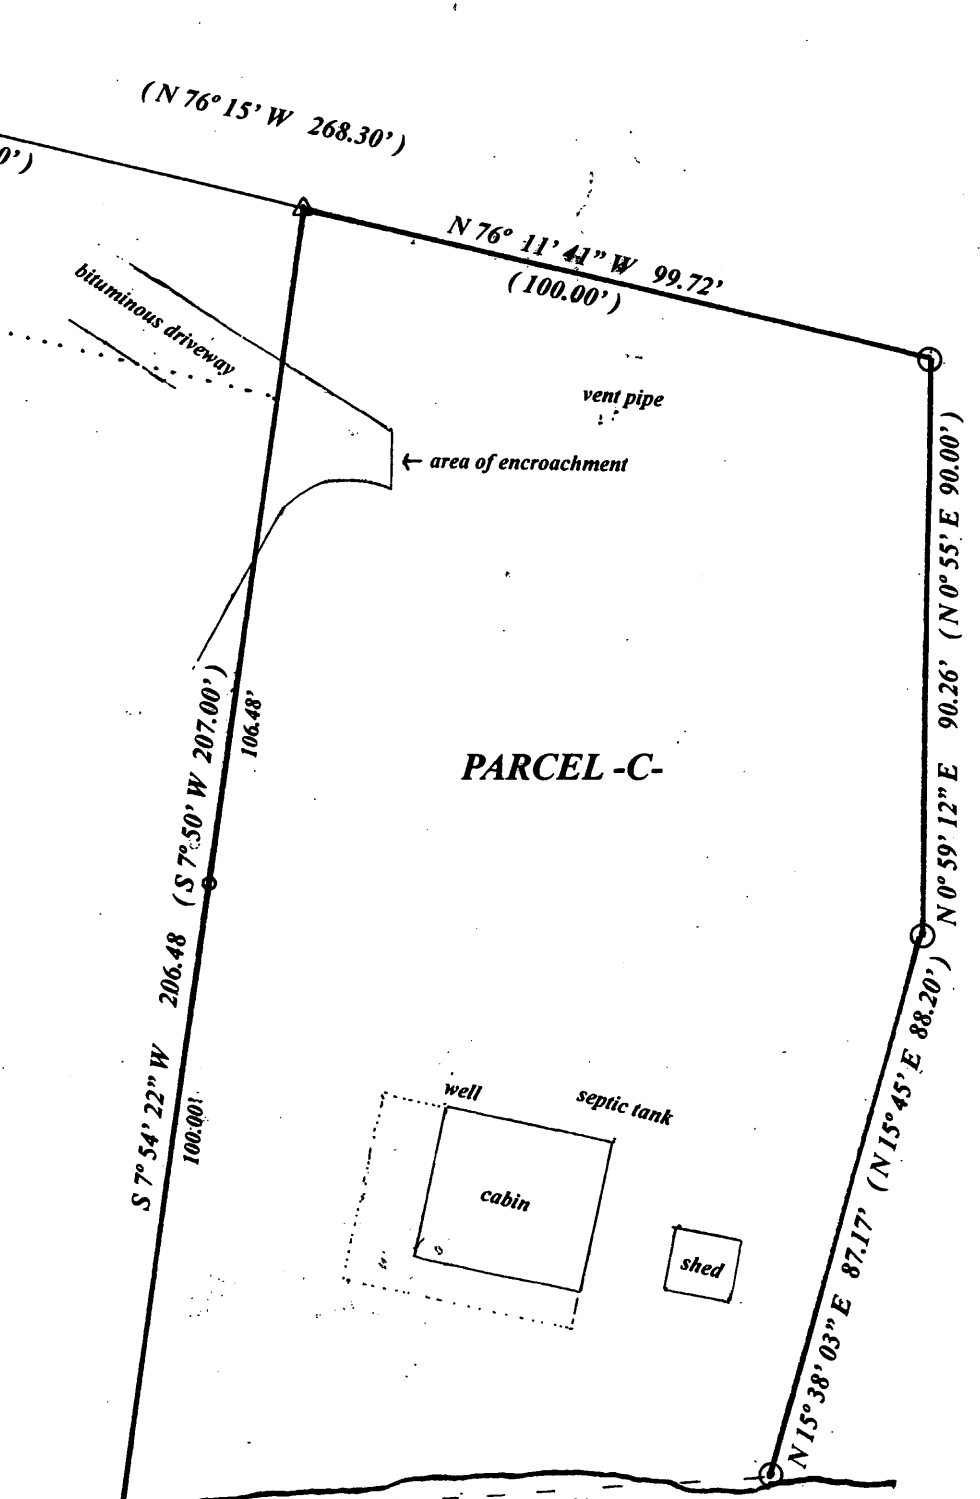 (N 76° 15' W 268.30')
0')
N 76° 11' 41" W 99.72'
(100.00')
bituminous driveway
vent pipe
← area of encroachment
(N 0° 55' E 90.00')
N 0° 59' 12" E 90.26'
(S 7° 50' W 207.00')
106.48'
PARCEL -C-
S 7° 54' 22" W 206.48
100.00'
(N 15° 45' E 88.20')
N 15° 38' 03" E 87.17'
well
septic tank
cabin
shed